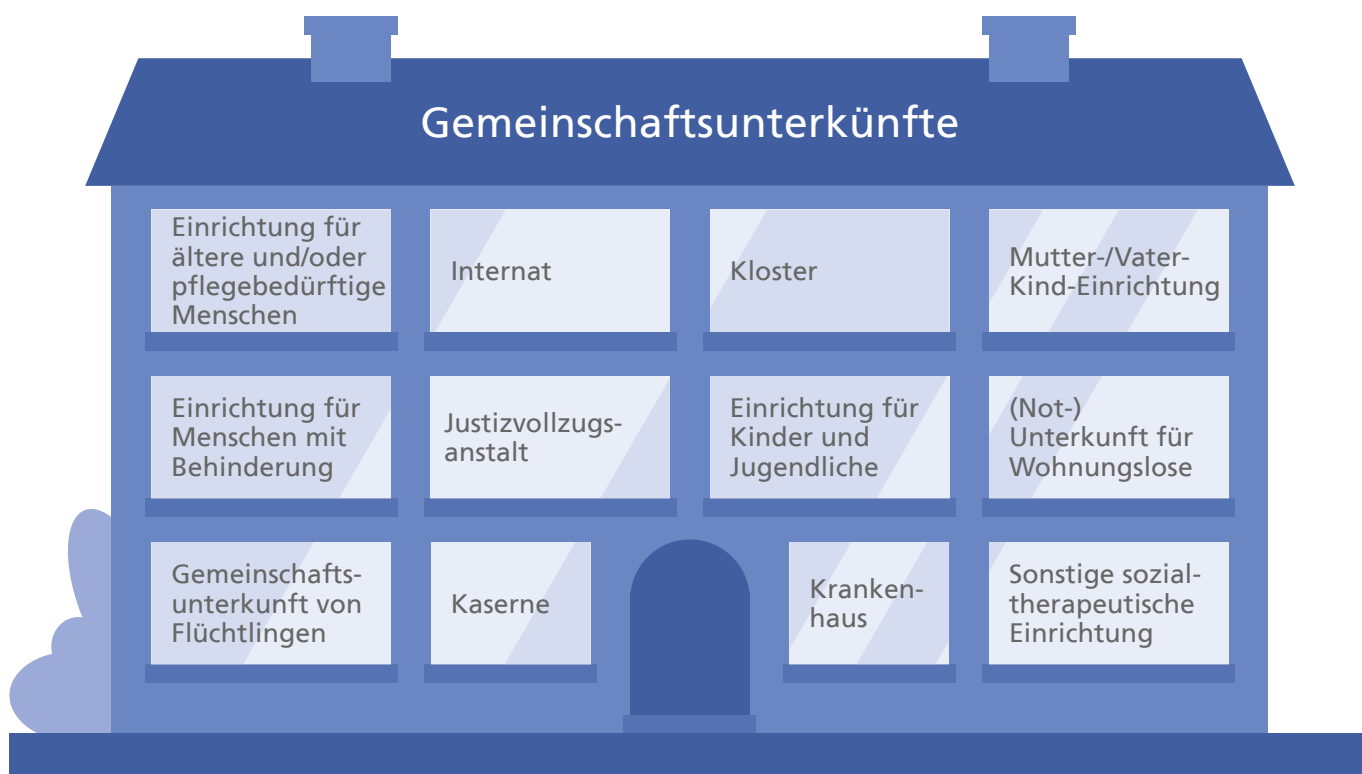 Gemeinschaftsunterkünfte
Einrichtung für
ältere und/oder
pflegebedürftige
Menschen
Internat
Kloster
Mutter-/Vater-
Kind-Einrichtung
Einrichtung für
Menschen mit
Behinderung
Justizvollzugs-
anstalt
Einrichtung für
Kinder und
Jugendliche
(Not-)
Unterkunft für
Wohnungslose
Gemeinschafts-
unterkunft von
Flüchtlingen
Kaserne
Kranken-
haus
Sonstige sozial-
therapeutische
Einrichtung